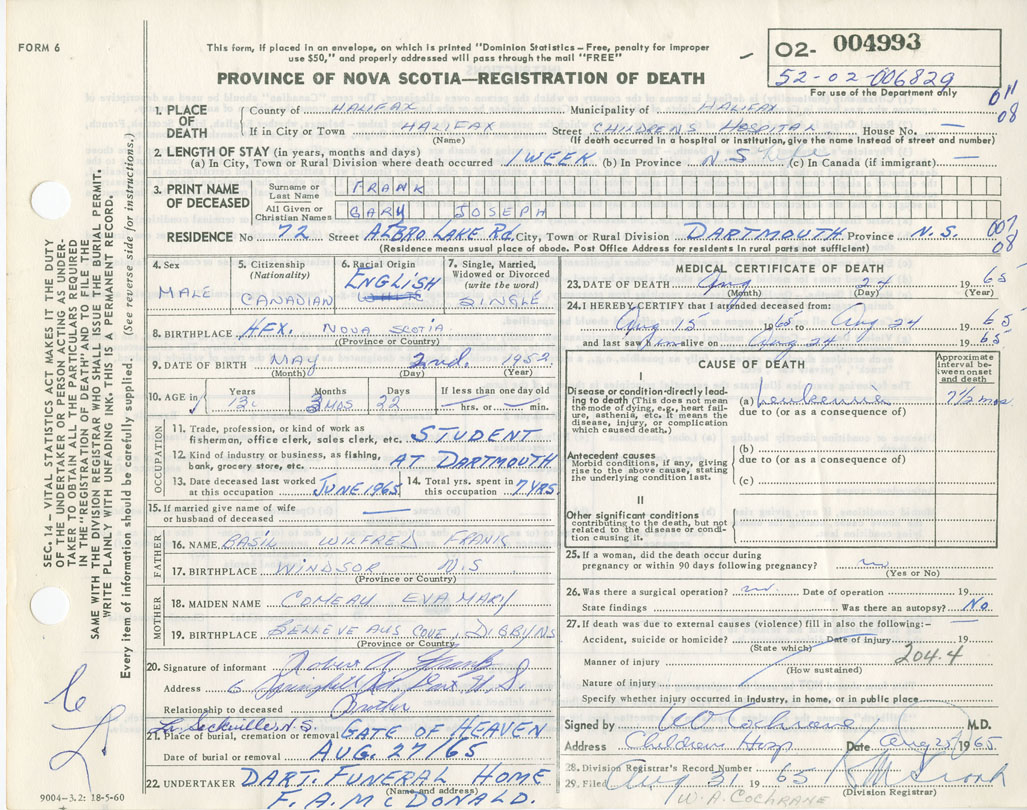 FORM 6
This form, if placed in an envelope, on which is printed "Dominion Statistics – Free, penalty for improper
use $50," and properly addressed will pass through the mail "FREE"
PROVINCE OF NOVA SCOTIA—REGISTRATION OF DEATH
02- 004993
52-02-006829
For use of the Department only
011
08
1. PLACE OF DEATH
County of HALIFAX Municipality of HALIFAX
If in City or Town HALIFAX Street CHILDRENS HOSPITAL House No. —
(Name) (If death occurred in a hospital or institution, give the name instead of street and number)
2. LENGTH OF STAY (in years, months and days)
(a) In City, Town or Rural Division where death occurred 1 WEEK (b) In Province N.S life (c) In Canada (if immigrant) —
3. PRINT NAME OF DECEASED
Surname or Last Name FRANK
All Given or Christian Names GARY JOSEPH
RESIDENCE No 72 Street ALBRO LAKE Rd. City, Town or Rural Division DARTMOUTH Province N.S.
(Residence means usual place of abode. Post Office Address for residents in rural parts not sufficient)
007
08
4. Sex
MALE
5. Citizenship
(Nationality)
CANADIAN
6. Racial Origin
ENGLISH
7. Single, Married,
Widowed or Divorced
(write the word)
SINGLE
8. BIRTHPLACE HFX. NOVA SCOTIA
(Province or Country)
9. DATE OF BIRTH MAY 2nd. 1952
(Month) (Day) (Year)
10. AGE in
Years Months Days If less than one day old
13 3 MOS 22 — hrs. or — min.
OCCUPATION
11. Trade, profession, or kind of work as
fisherman, office clerk, sales clerk, etc. STUDENT
12. Kind of industry or business, as fishing,
bank, grocery store, etc. AT DARTMOUTH
13. Date deceased last worked
at this occupation JUNE 1965
14. Total yrs. spent in
this occupation 7 YRS.
15. If married give name of wife
or husband of deceased —
FATHER
16. NAME BASIL WILFRED FRANK
17. BIRTHPLACE WINDSOR N.S
(Province or Country)
MOTHER
18. MAIDEN NAME COMEAU EVA MARY
19. BIRTHPLACE BELLEVEAUS COVE, DIGBY NS
(Province or Country)
20. Signature of informant
Address 6
Relationship to deceased Brother
Lr Sackville, N.S.
21. Place of burial, cremation or removal GATE OF HEAVEN
Date of burial or removal AUG. 27/65
22. UNDERTAKER DART. FUNERAL HOME
(Name and address)
F. A. McDONALD.
9004-3.2: 18-5-60
MEDICAL CERTIFICATE OF DEATH
23. DATE OF DEATH Aug 24 1965
(Month) (Day) (Year)
24. I HEREBY CERTIFY that I attended deceased from:
Aug 15 1965 to Aug 24 1965
and last saw him alive on Aug 24 1965
CAUSE OF DEATH
Approximate
interval between
onset
and death
I
Disease or condition directly leading
to death (This does not mean
the mode of dying, e.g., heart failure,
asthenia, etc. It means the
disease, injury, or complication
which caused death.)
(a) Leukemia 7½ mos
due to (or as a consequence of)
Antecedent causes
Morbid conditions, if any, giving
rise to the above cause, stating
the underlying condition last.
(b)
due to (or as a consequence of)
(c)
II
Other significant conditions
contributing to the death, but not
related to the disease or condition
causing it.
25. If a woman, did the death occur during
pregnancy or within 90 days following pregnancy? no
(Yes or No)
26. Was there a surgical operation? no. Date of operation 19
State findings Was there an autopsy? No
27. If death was due to external causes (violence) fill in also the following:–
Accident, suicide or homicide? Date of injury 19
(State which)
204.4
Manner of injury
(How sustained)
Nature of injury
Specify whether injury occurred in industry, in home, or in public place
Signed by W A Cochrane M.D.
Address Childrens Hosp Date Aug 25 1965
28. Division Registrar's Record Number
29. Filed Aug 31 1965
(Division Registrar)
W. A. COCHRANE
SEC. 14 – VITAL STATISTICS ACT MAKES IT THE DUTY
OF THE UNDERTAKER OR PERSON ACTING AS UNDERTAKER
TO OBTAIN ALL THE PARTICULARS REQUIRED
IN THE "REGISTRATION OF DEATH" AND TO FILE THE
SAME WITH THE DIVISION REGISTRAR WHO SHALL ISSUE THE BURIAL PERMIT.
WRITE PLAINLY WITH UNFADING INK. THIS IS A PERMANENT RECORD.
Every item of information should be carefully supplied. (See reverse side for instructions.)